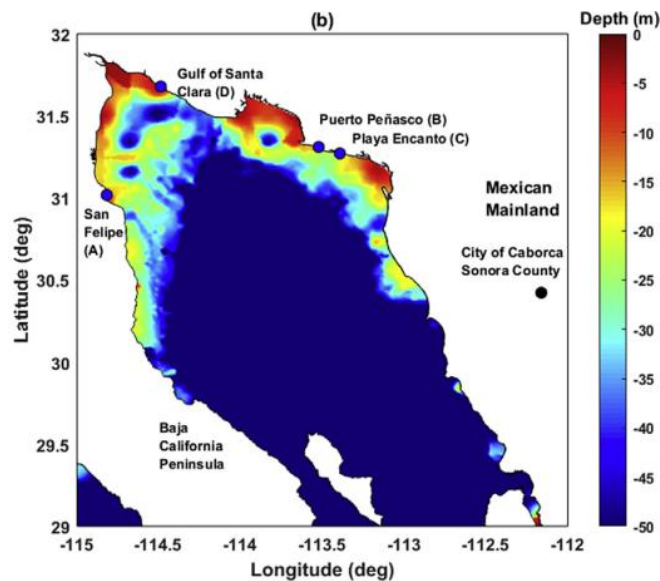 (b)
Depth (m)
32
31.5
31
30.5
30
29.5
29
Latitude (deg)
Gulf of Santa
Clara (D)
Puerto Peñasco (B)
Playa Encanto (C)
Mexican
Mainland
San
Felipe
(A)
City of Caborca
Sonora County
Baja
California
Peninsula
-115
-114.5
-114
-113.5
-113
-112.5
-112
Longitude (deg)
0
-5
-10
-15
-20
-25
-30
-35
-40
-45
-50